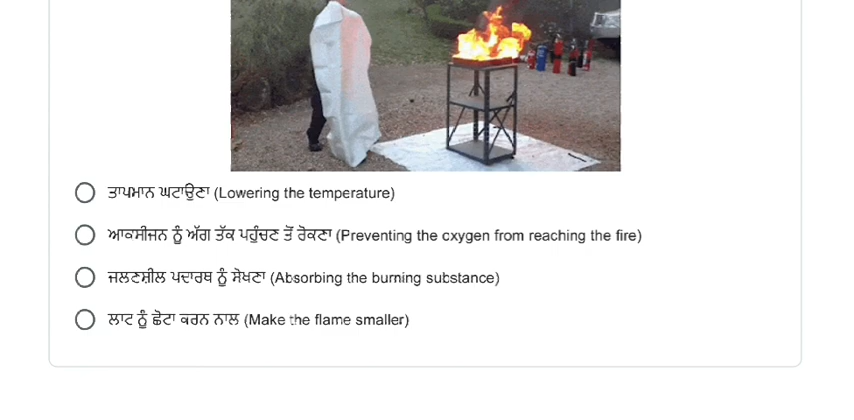 ਤਾਪਮਾਨ ਘਟਾਉਣਾ (Lowering the temperature)
ਆਕਸੀਜਨ ਨੂੰ ਅੱਗ ਤੱਕ ਪਹੁੰਚਣ ਤੋਂ ਰੋਕਣਾ (Preventing the oxygen from reaching the fire)
ਜਲਣਸ਼ੀਲ ਪਦਾਰਥ ਨੂੰ ਸੋਖਣਾ (Absorbing the burning substance)
ਲਾਟ ਨੂੰ ਛੋਟਾ ਕਰਨ ਨਾਲ (Make the flame smaller)